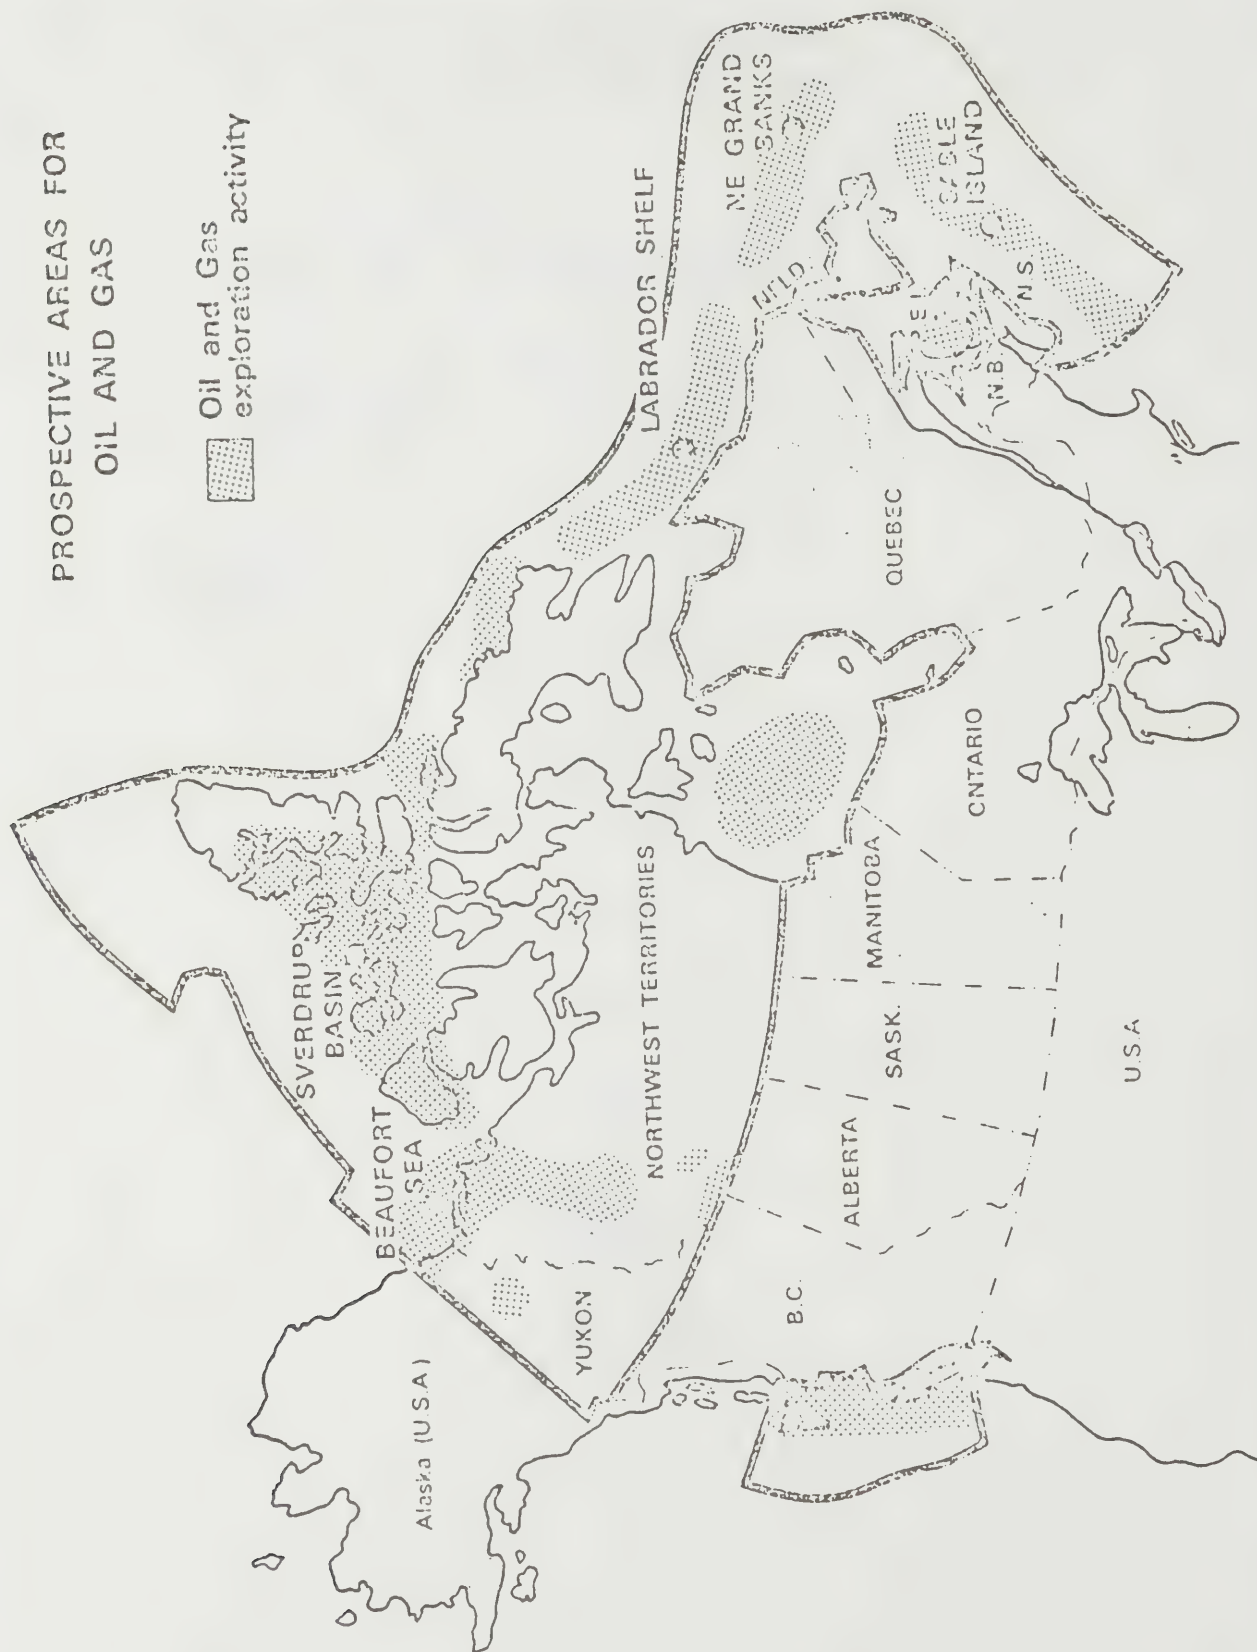 PROSPECTIVE AREAS FOR
OIL AND GAS
Oil and Gas
exploration activity
SVERDRUP
BASIN
BEAUFORT
SEA
Alaska (U.S.A)
YUKON
NORTHWEST TERRITORIES
LABRADOR SHELF
NE GRAND
BANKS
NFLD
SABLE
ISLAND
N.S.
N.B.
QUEBEC
ONTARIO
MANITOBA
SASK.
ALBERTA
B.C.
U.S.A